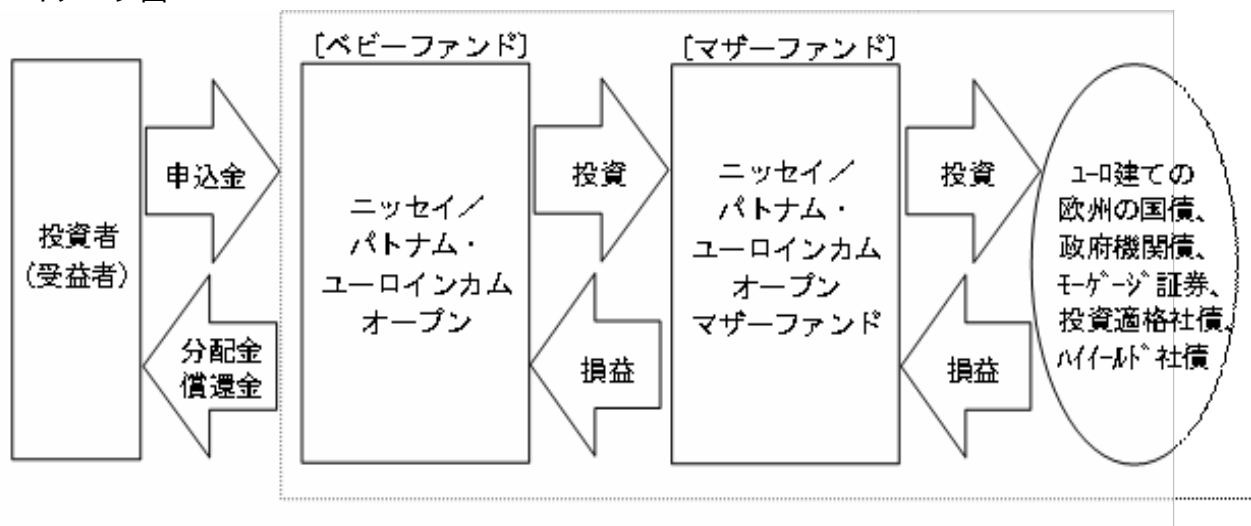 [ベビーファンド]
[マザーファンド]
投資者
(受益者)
申込金
分配金
償還金
ニッセイ/
パトナム・
ユーロインカム
オープン
投資
損益
ニッセイ/
パトナム・
ユーロインカム
オープン
マザーファンド
投資
損益
ユーロ建ての
欧州の国債、
政府機関債、
モーゲージ証券、
投資適格社債、
ハイイールド社債